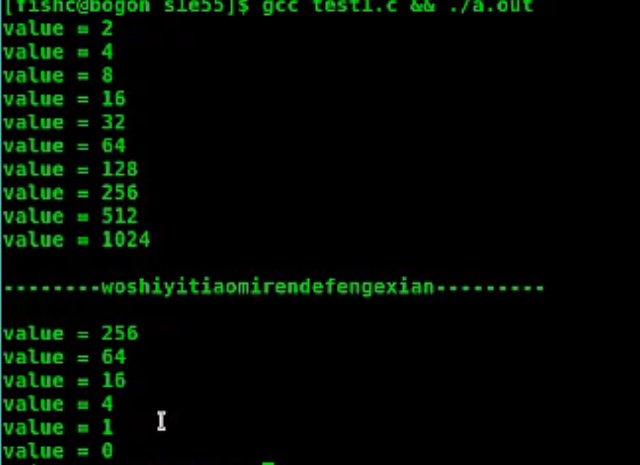 [fishc@bogon sle55]$ gcc test1.c && ./a.out
value = 2
value = 4
value = 8
value = 16
value = 32
value = 64
value = 128
value = 256
value = 512
value = 1024
--------woshiyitiaomirendefengexian---------
value = 256
value = 64
value = 16
value = 4
value = 1
value = 0